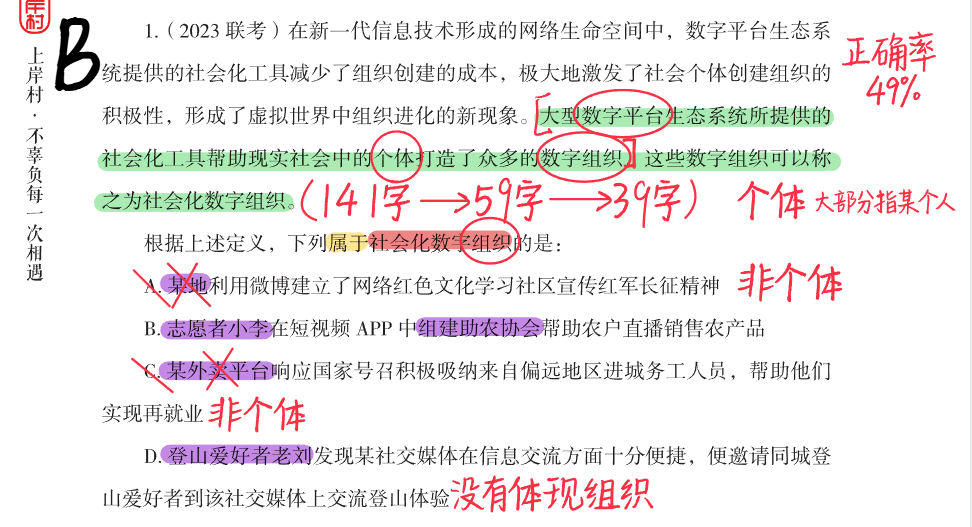 岸
村
上岸村·不辜负每一次相遇
B
1.（2023 联考）在新一代信息技术形成的网络生命空间中，数字平台生态系
统提供的社会化工具减少了组织创建的成本，极大地激发了社会个体创建组织的
正确率
49%
积极性，形成了虚拟世界中组织进化的新现象。大型数字平台生态系统所提供的
社会化工具帮助现实社会中的个体打造了众多的数字组织，这些数字组织可以称
之为社会化数字组织。(141字→59字→39字) 个体 大部分指某个人
根据上述定义，下列属于社会化数字组织的是：
A. 某地利用微博建立了网络红色文化学习社区宣传红军长征精神 非个体
B. 志愿者小李在短视频 APP 中组建助农协会帮助农户直播销售农产品
C. 某外卖平台响应国家号召积极吸纳来自偏远地区进城务工人员，帮助他们
实现再就业 非个体
D. 登山爱好者老刘发现某社交媒体在信息交流方面十分便捷，便邀请同城登
山爱好者到该社交媒体上交流登山体验 没有体现组织